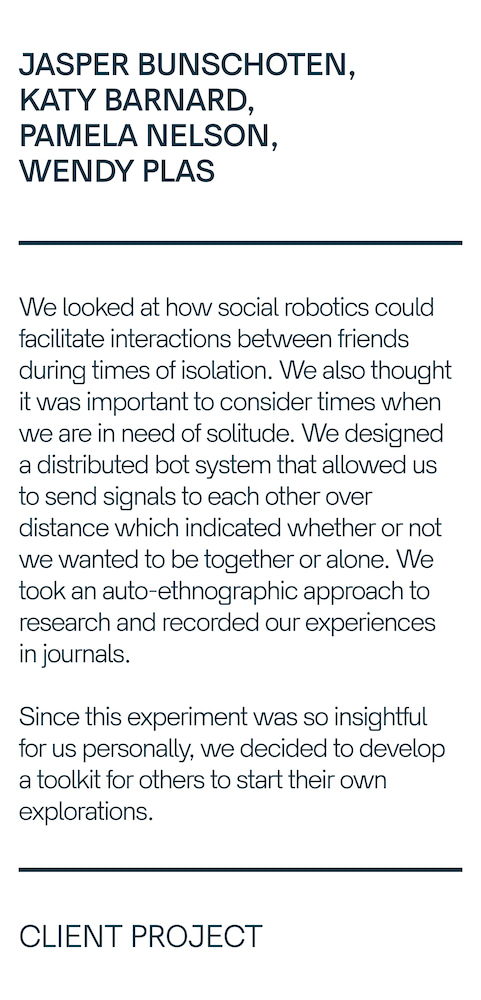 JASPER BUNSCHOTEN,
KATY BARNARD,
PAMELA NELSON,
WENDY PLAS
We looked at how social robotics could
facilitate interactions between friends
during times of isolation. We also thought
it was important to consider times when
we are in need of solitude. We designed
a distributed bot system that allowed us
to send signals to each other over
distance which indicated whether or not
we wanted to be together or alone. We
took an auto-ethnographic approach to
research and recorded our experiences
in journals.
Since this experiment was so insightful
for us personally, we decided to develop
a toolkit for others to start their own
explorations.
CLIENT PROJECT